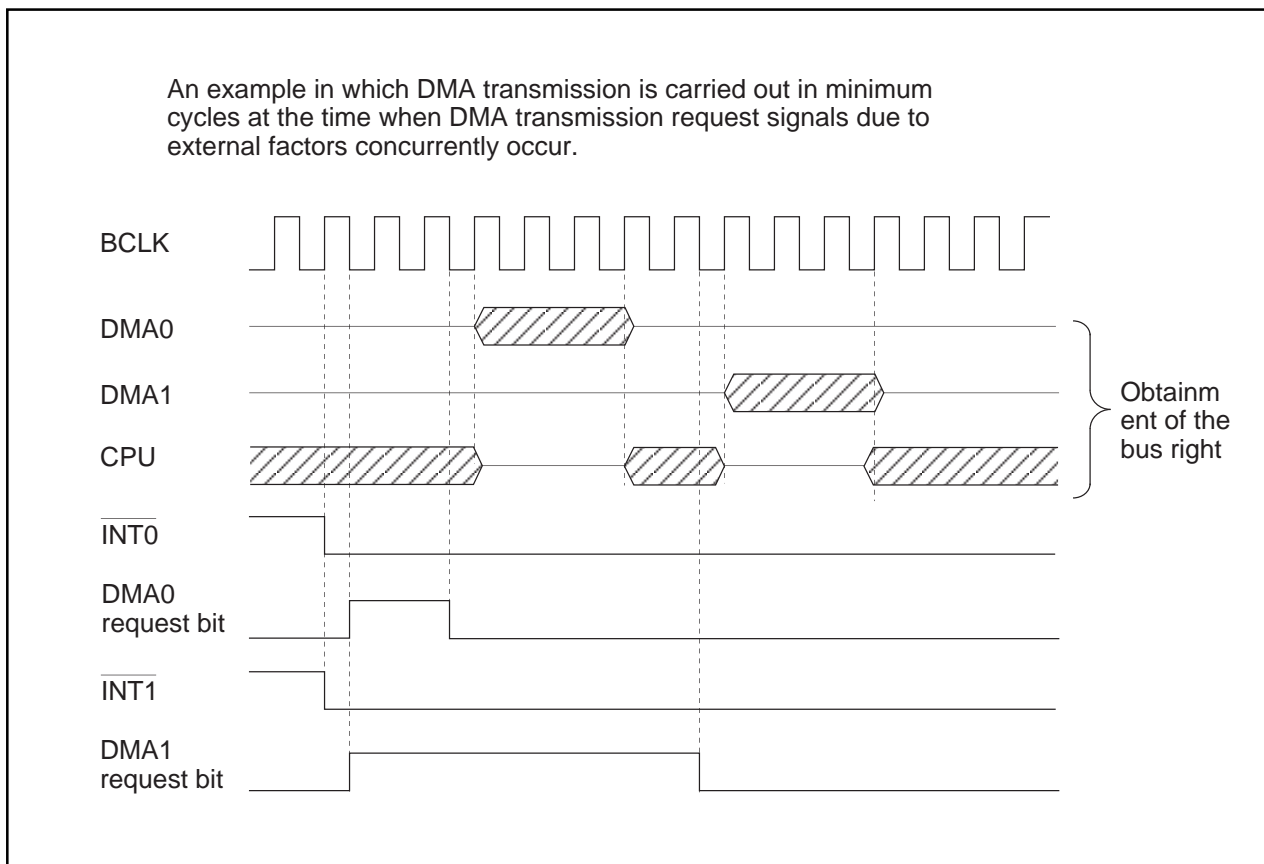 An example in which DMA transmission is carried out in minimum
cycles at the time when DMA transmission request signals due to
external factors concurrently occur.
BCLK
DMA0
DMA1
CPU
Obtainm
ent of the
bus right
INT0
DMA0
request bit
INT1
DMA1
request bit